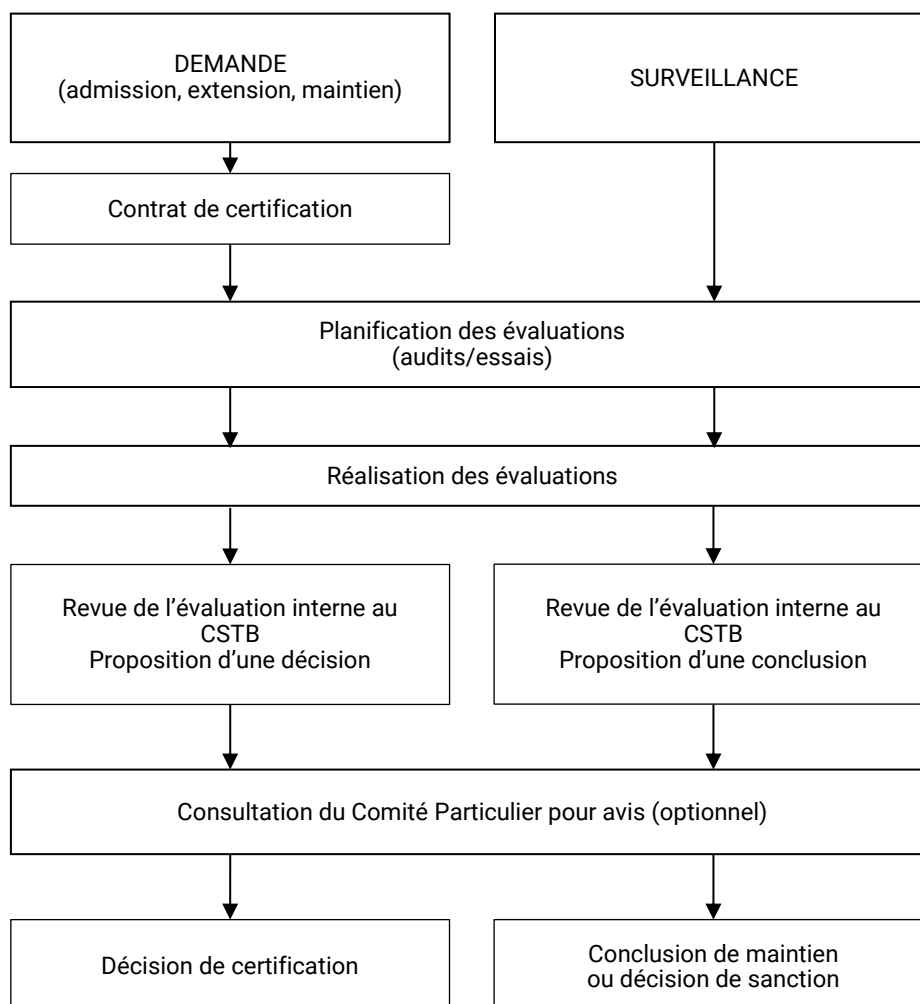 DEMANDE
(admission, extension, maintien)
SURVEILLANCE
Contrat de certification
Planification des évaluations
(audits/essais)
Réalisation des évaluations
Revue de l’évaluation interne au
CSTB
Proposition d’une décision
Revue de l’évaluation interne au
CSTB
Proposition d’une conclusion
Consultation du Comité Particulier pour avis (optionnel)
Décision de certification
Conclusion de maintien
ou décision de sanction